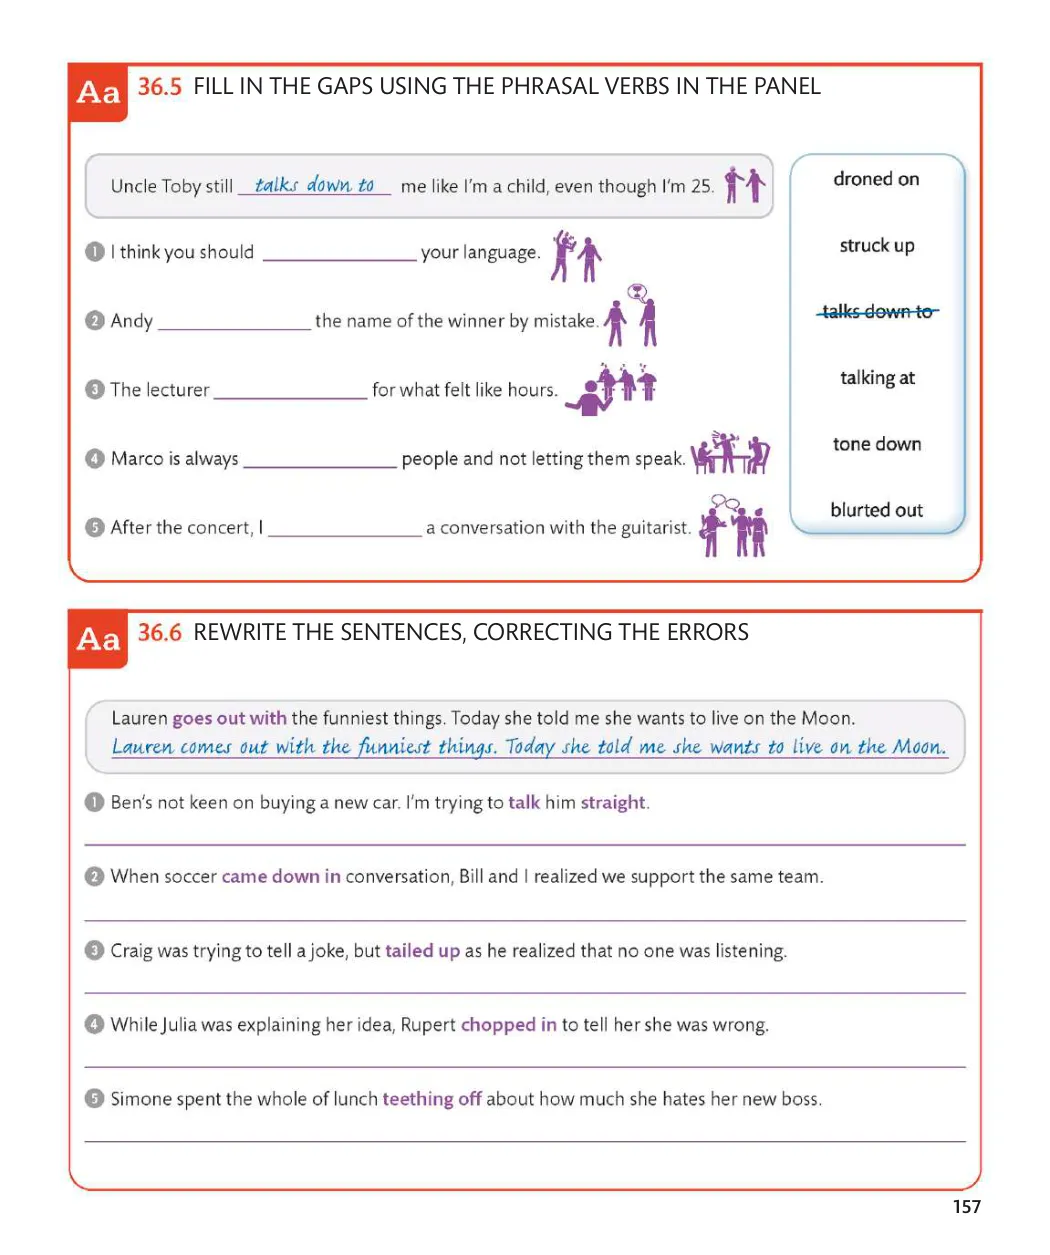 Aa 36.5 FILL IN THE GAPS USING THE PHRASAL VERBS IN THE PANEL
Uncle Toby still talks down to me like I'm a child, even though I'm 25.
1 I think you should ________________ your language.
2 Andy ________________ the name of the winner by mistake.
3 The lecturer ________________ for what felt like hours.
4 Marco is always ________________ people and not letting them speak.
5 After the concert, I ________________ a conversation with the guitarist.
droned on
struck up
talks down to
talking at
tone down
blurted out
Aa 36.6 REWRITE THE SENTENCES, CORRECTING THE ERRORS
Lauren goes out with the funniest things. Today she told me she wants to live on the Moon.
Lauren comes out with the funniest things. Today she told me she wants to live on the Moon.
1 Ben's not keen on buying a new car. I'm trying to talk him straight.
2 When soccer came down in conversation, Bill and I realized we support the same team.
3 Craig was trying to tell a joke, but tailed up as he realized that no one was listening.
4 While Julia was explaining her idea, Rupert chopped in to tell her she was wrong.
5 Simone spent the whole of lunch teething off about how much she hates her new boss.
157